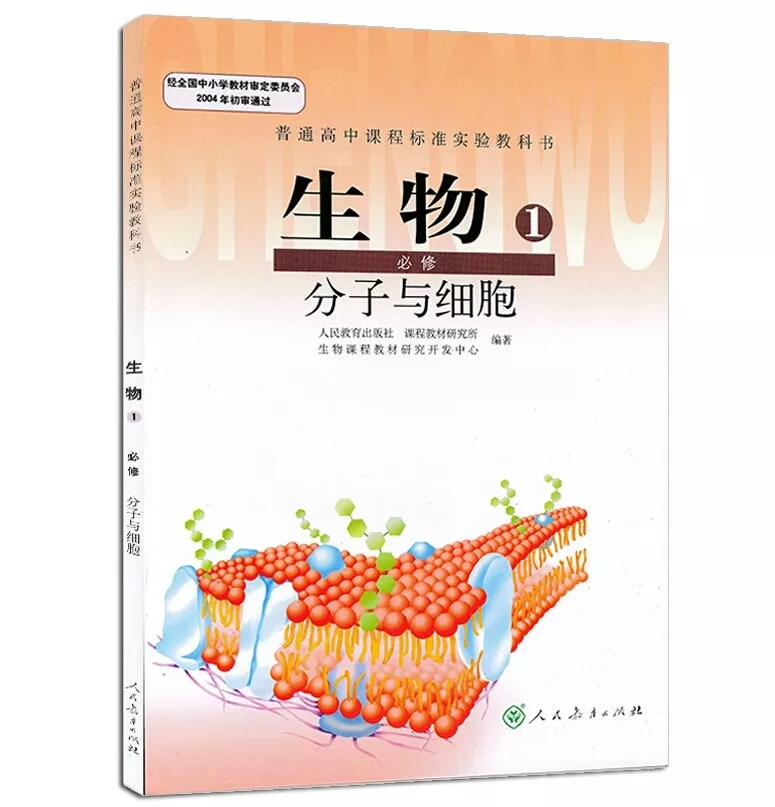 经全国中小学教材审定委员会
2004年初审通过
普通高中课程标准实验教科书
SHENGWU
生物 1
必修
分子与细胞
人民教育出版社 课程教材研究所
生物课程教材研究开发中心
编著
人民教育出版社
普通高中课程标准实验教科书
生物 1
必修
分子与细胞
人民教育出版社